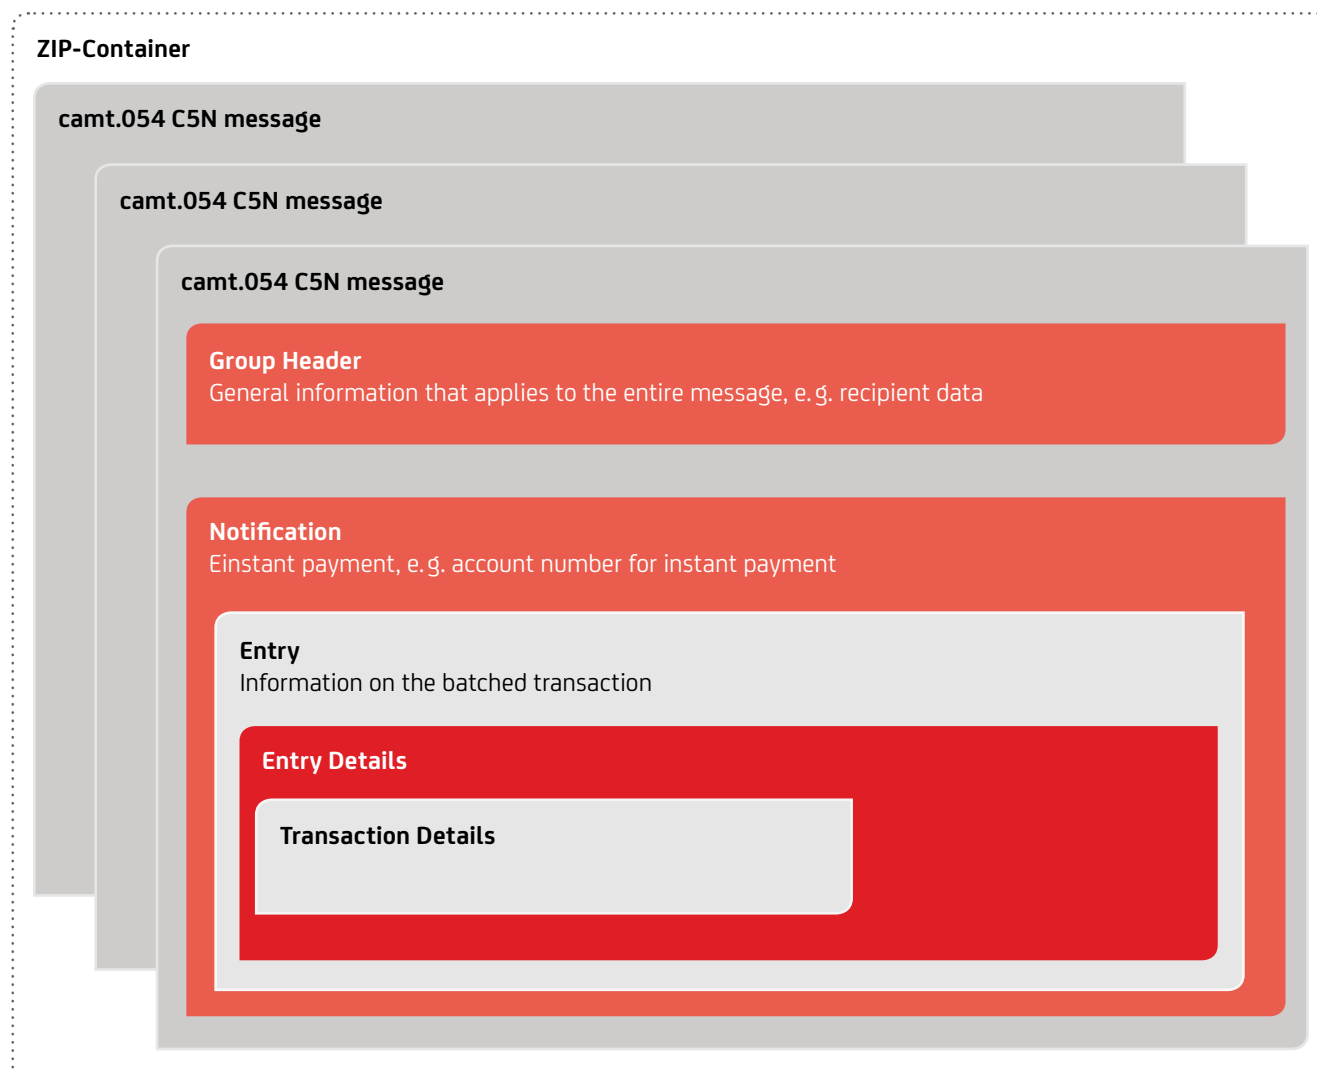 ZIP-Container
camt.054 C5N message
camt.054 C5N message
camt.054 C5N message
Group Header
General information that applies to the entire message, e. g. recipient data
Notification
Einstant payment, e. g. account number for instant payment
Entry
Information on the batched transaction
Entry Details
Transaction Details